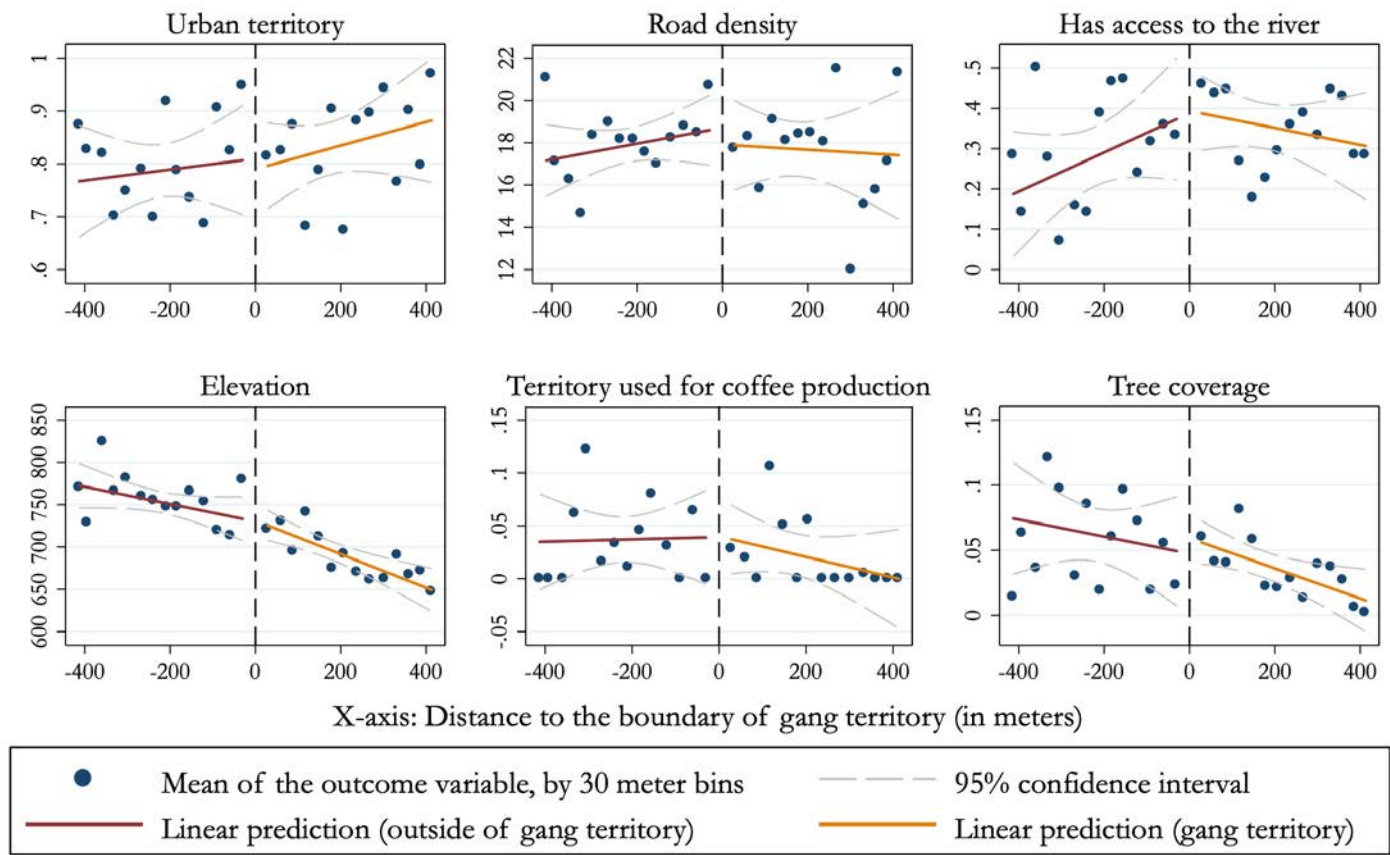 Urban territory
1
.9
.8
.7
.6
-400 -200 0 200 400
Road density
22
20
18
16
14
12
-400 -200 0 200 400
Has access to the river
.5
.4
.3
.2
.1
0
-400 -200 0 200 400
Elevation
850
800
750
700
650
600
-400 -200 0 200 400
Territory used for coffee production
.15
.1
.05
0
-.05
-400 -200 0 200 400
Tree coverage
.15
.1
.05
0
-400 -200 0 200 400
X-axis: Distance to the boundary of gang territory (in meters)
Mean of the outcome variable, by 30 meter bins
95% confidence interval
Linear prediction (outside of gang territory)
Linear prediction (gang territory)